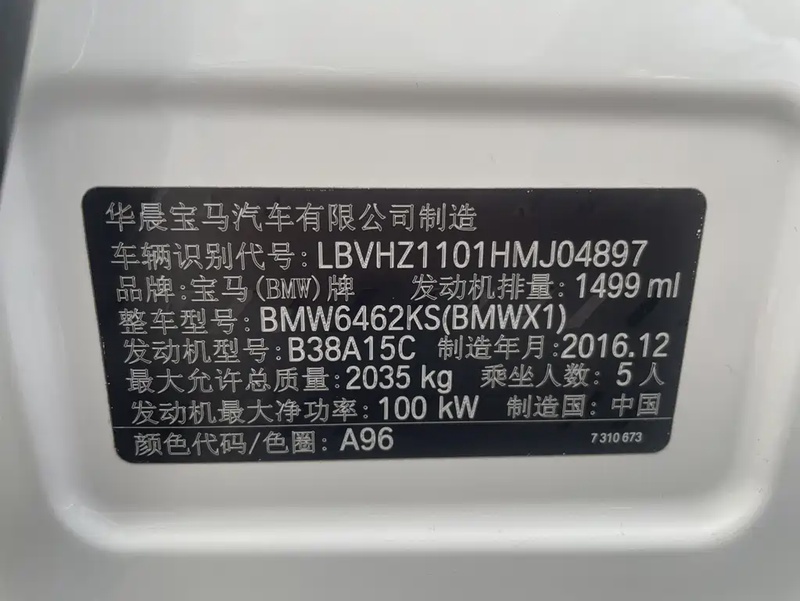 华晨宝马汽车有限公司制造
车辆识别代号: LBVHZ1101HMJ04897
品牌:宝马(BMW)牌 发动机排量: 1499 ml
整车型号: BMW6462KS(BMWX1)
发动机型号: B38A15C 制造年月: 2016.12
最大允许总质量: 2035 kg 乘坐人数: 5 人
发动机最大净功率: 100 kW 制造国: 中国
颜色代码/色圈: A96 7 310 673